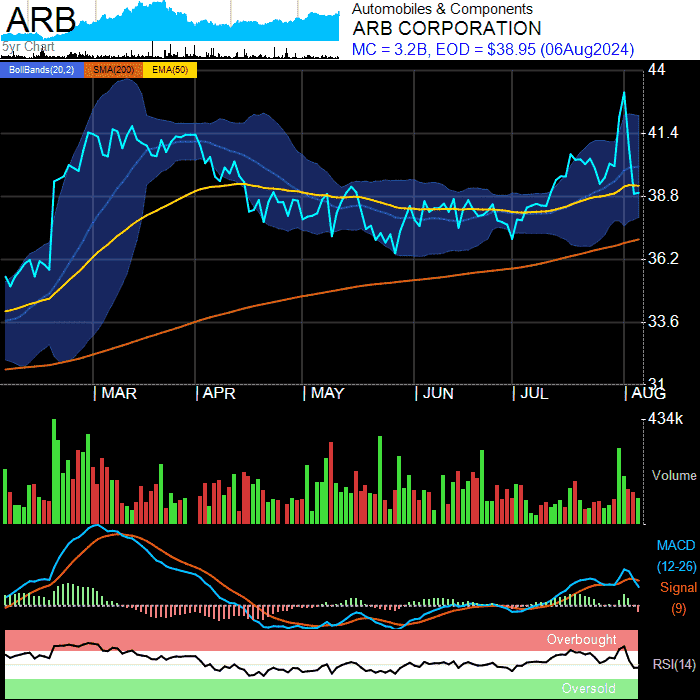 ARB
5yr Chart
Automobiles & Components
ARB CORPORATION
MC = 3.2B, EOD = $38.95 (06Aug2024)
BollBands(20,2) SMA(200) EMA(50)
44
41.4
38.8
36.2
33.6
31
MAR APR MAY JUN JUL AUG
434k
Volume
MACD
(12-26)
Signal
(9)
Overbought
RSI(14)
Oversold